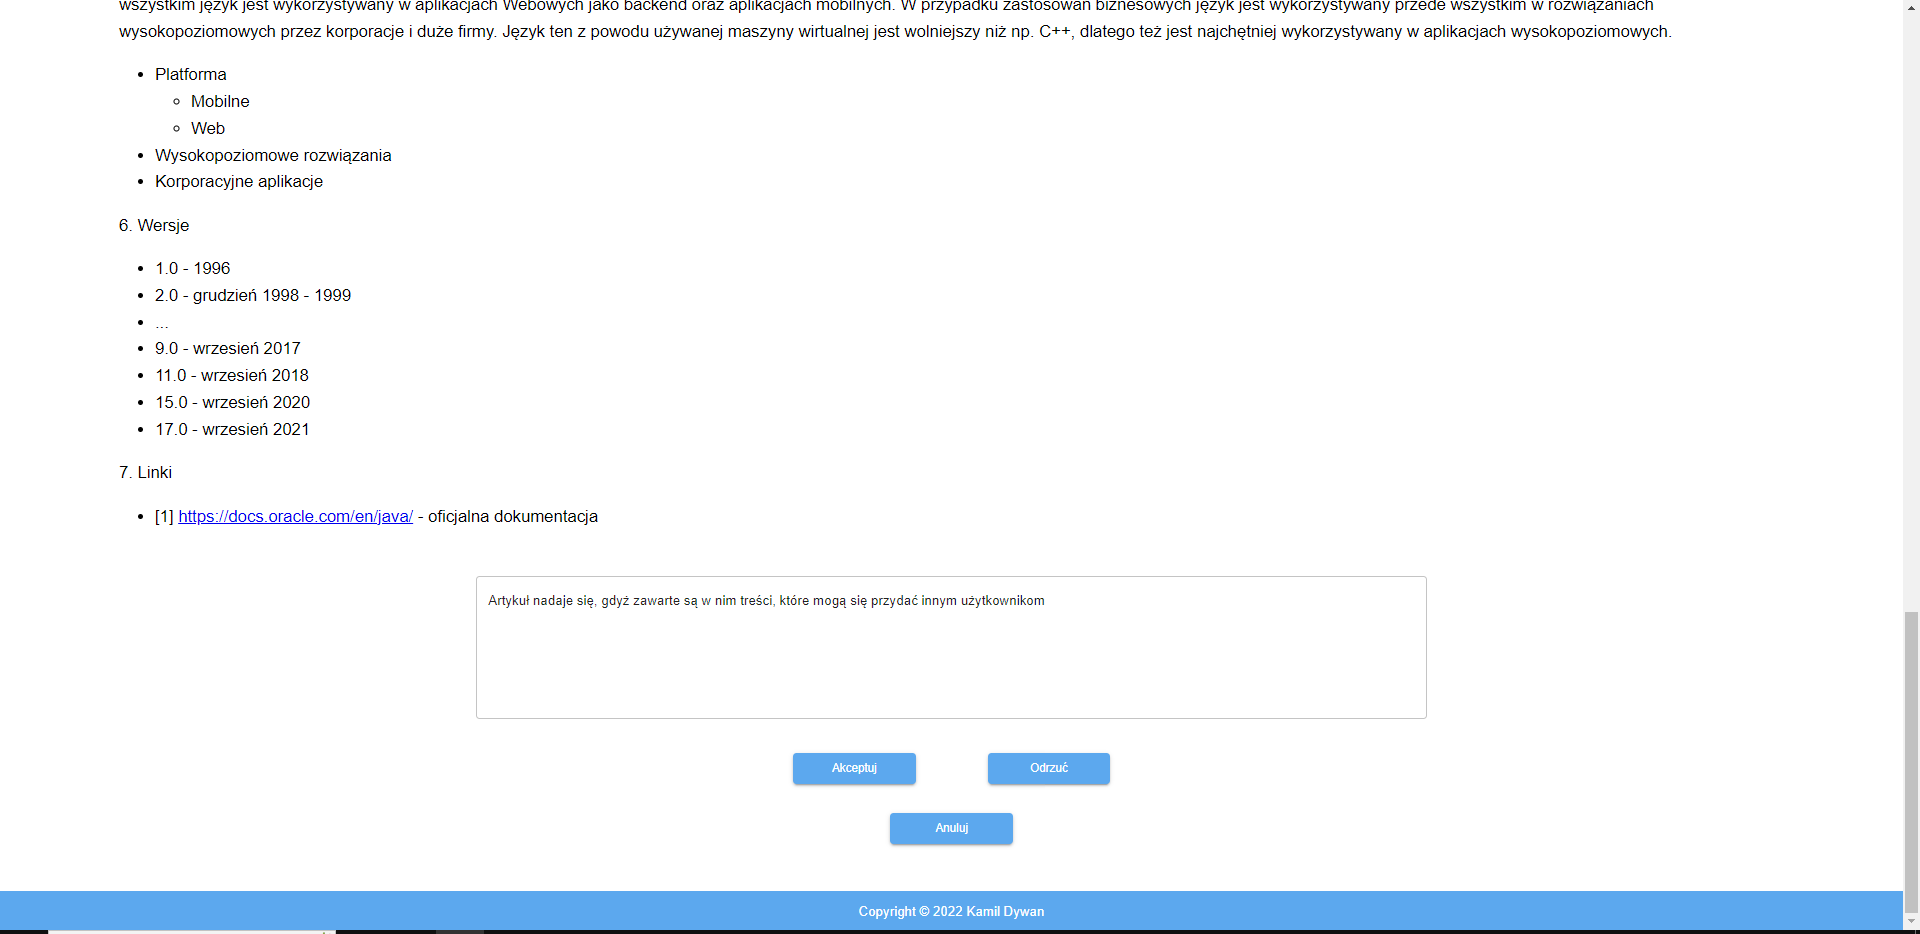 wszystkim język jest wykorzystywany w aplikacjach Webowych jako backend oraz aplikacjach mobilnych. W przypadku zastosowań biznesowych język jest wykorzystywany przede wszystkim w rozwiązaniach
wysokopoziomowych przez korporacje i duże firmy. Język ten z powodu używanej maszyny wirtualnej jest wolniejszy niż np. C++, dlatego też jest najchętniej wykorzystywany w aplikacjach wysokopoziomowych.
• Platforma
◦ Mobilne
◦ Web
• Wysokopoziomowe rozwiązania
• Korporacyjne aplikacje
6. Wersje
• 1.0 - 1996
• 2.0 - grudzień 1998 - 1999
• ...
• 9.0 - wrzesień 2017
• 11.0 - wrzesień 2018
• 15.0 - wrzesień 2020
• 17.0 - wrzesień 2021
7. Linki
• [1] https://docs.oracle.com/en/java/ - oficjalna dokumentacja
Artykuł nadaje się, gdyż zawarte są w nim treści, które mogą się przydać innym użytkownikom
Akceptuj
Odrzuć
Anuluj
Copyright © 2022 Kamil Dywan